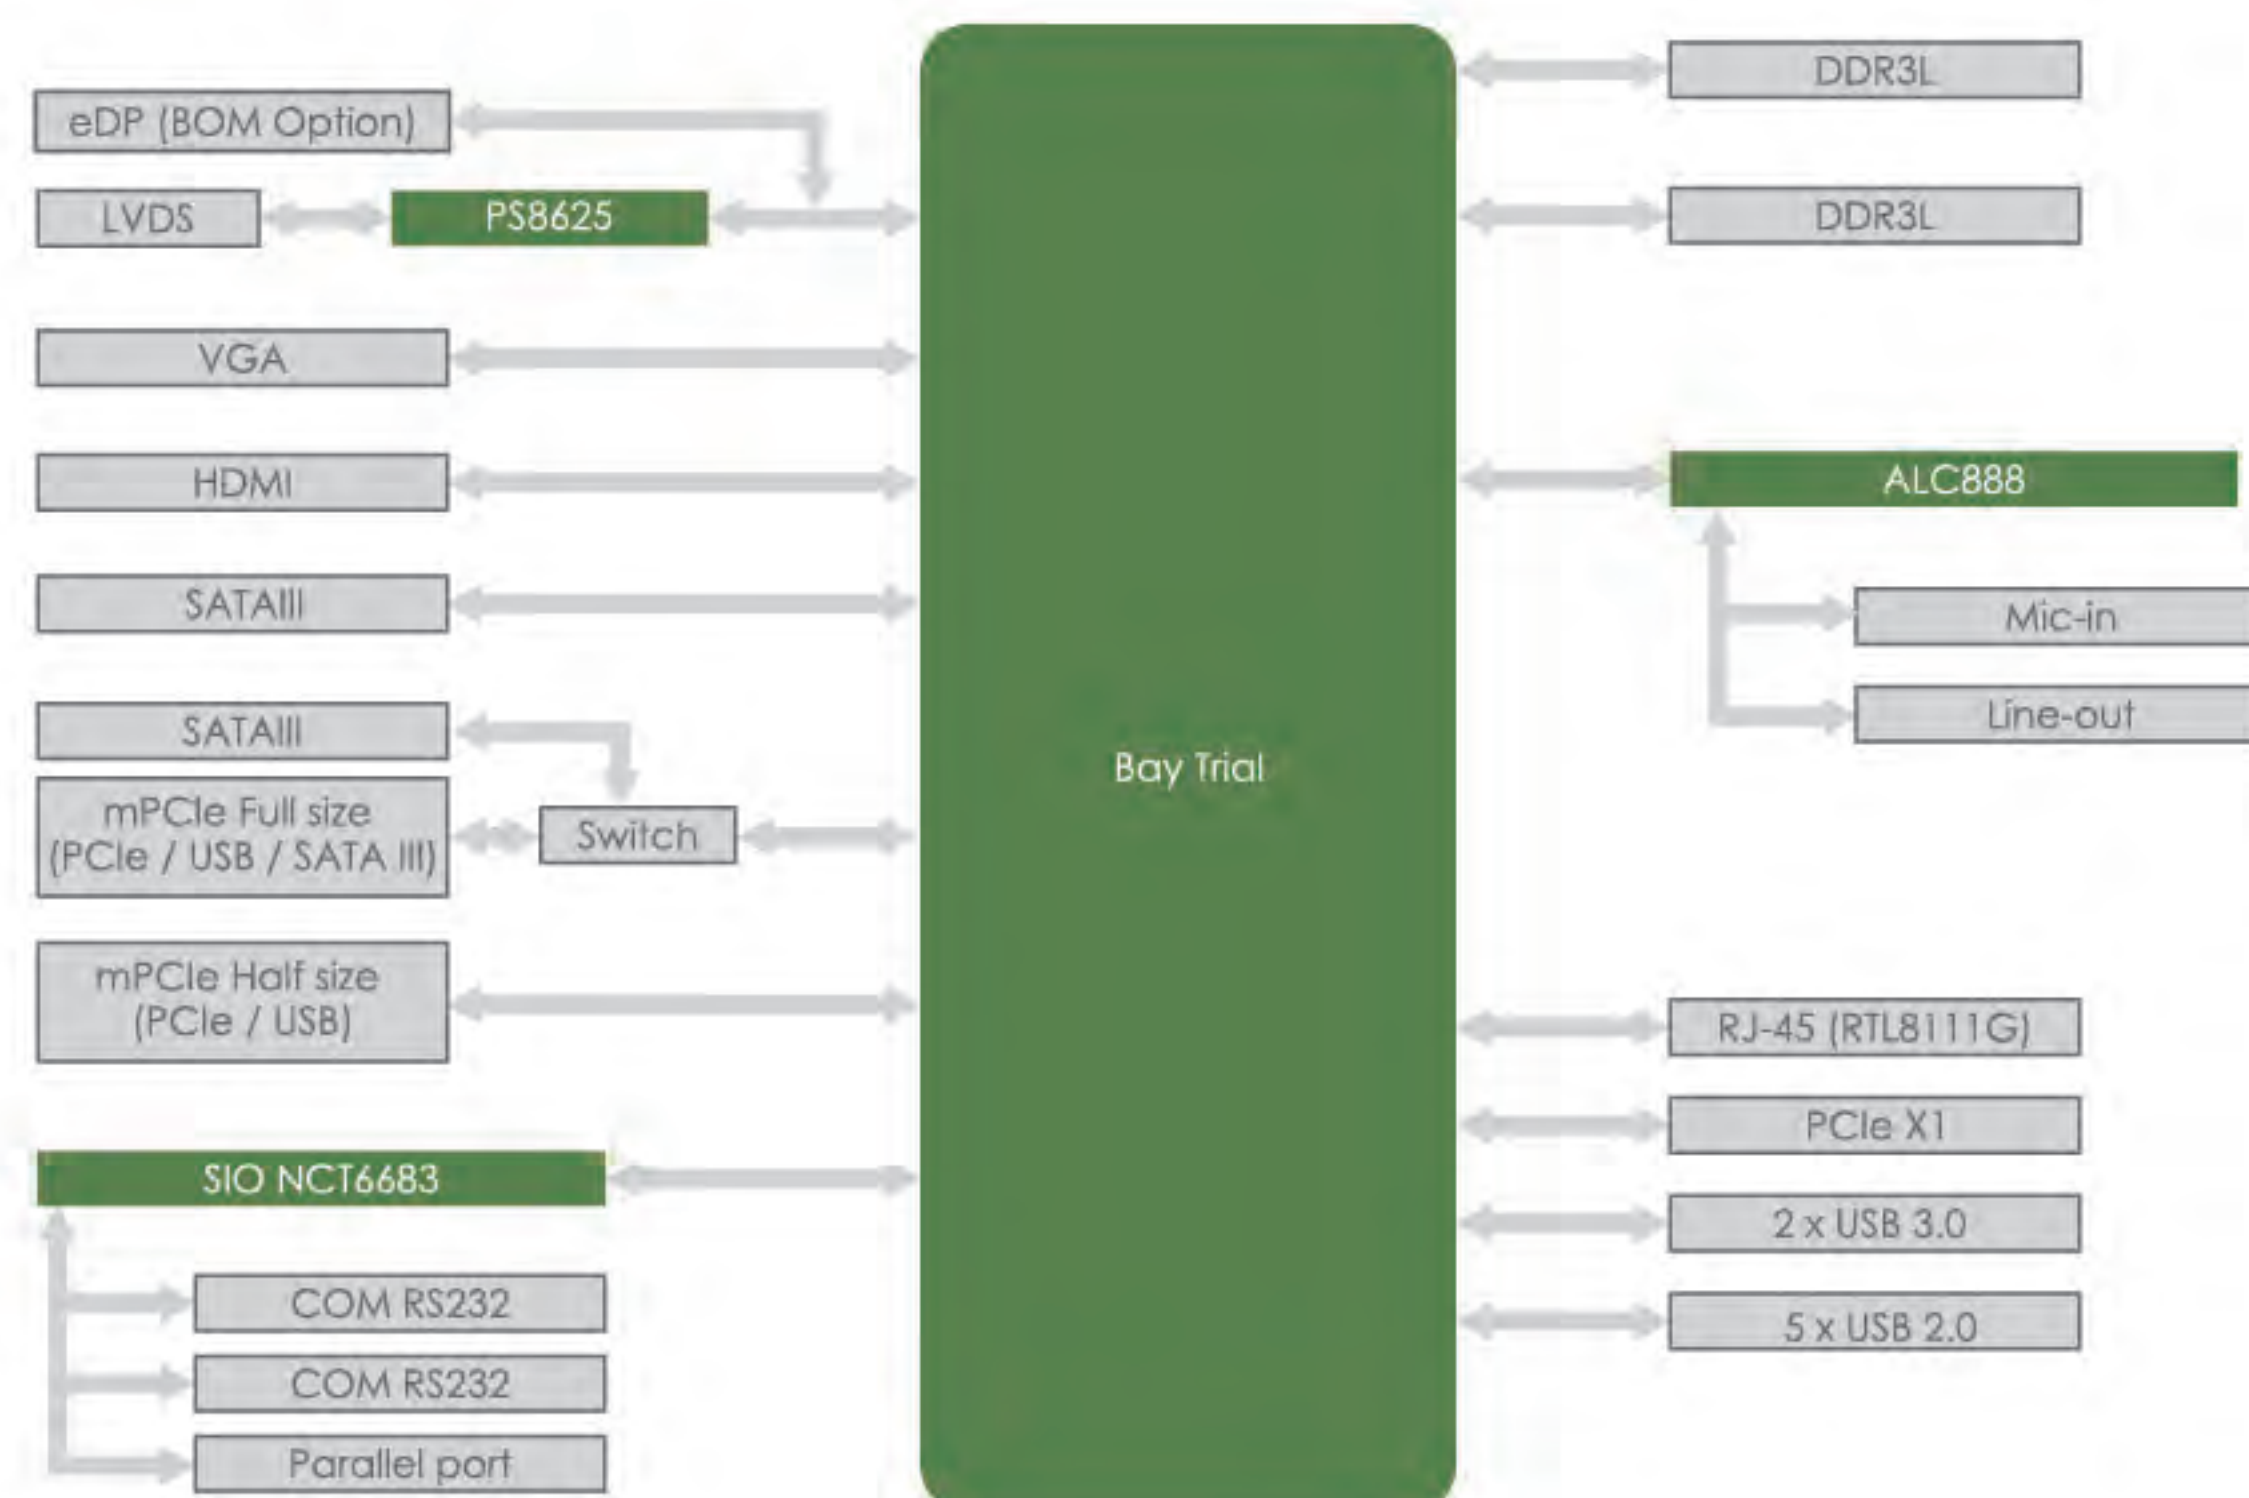 eDP (BOM Option)
LVDS
PS8625
VGA
HDMI
SATAIII
SATAIII
mPCIe Full size
(PCIe / USB / SATA III)
Switch
mPCIe Half size
(PCIe / USB)
SIO NCT6683
COM RS232
COM RS232
Parallel port
Bay Trial
DDR3L
DDR3L
ALC888
Mic-in
Line-out
RJ-45 (RTL8111G)
PCIe X1
2 x USB 3.0
5 x USB 2.0